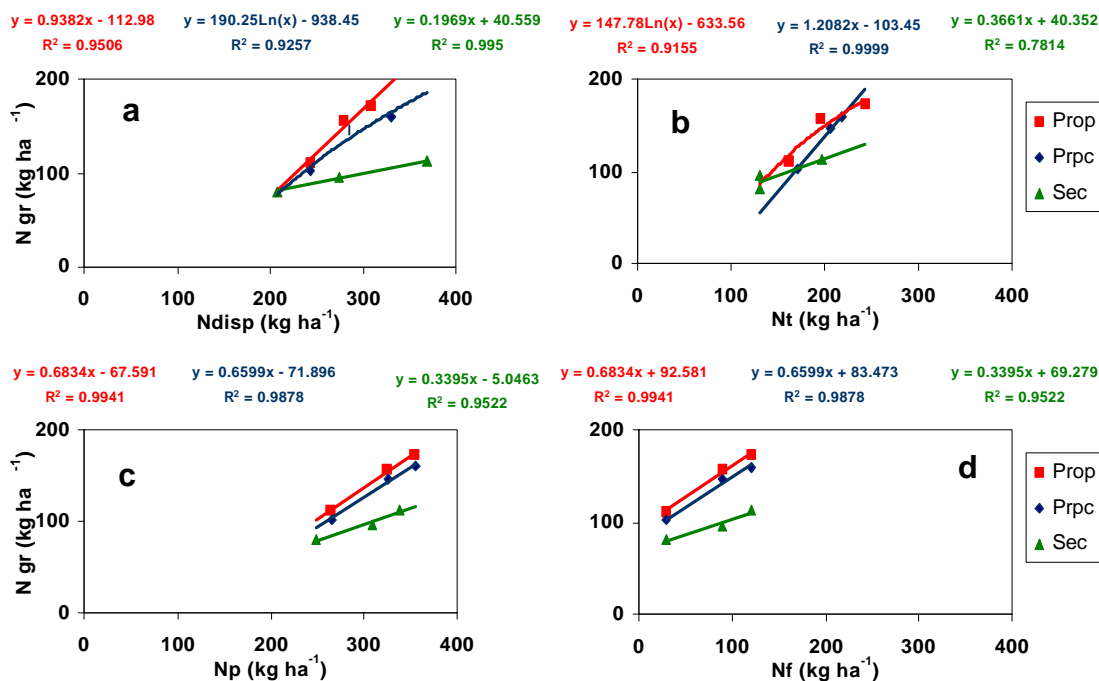 y = 0.9382x - 112.98 y = 190.25Ln(x) - 938.45 y = 0.1969x + 40.559
R² = 0.9506 R² = 0.9257 R² = 0.995
a
N gr (kg ha⁻¹)
200
100
0
0 100 200 300 400
Ndisp (kg ha⁻¹)
y = 147.78Ln(x) - 633.56 y = 1.2082x - 103.45 y = 0.3661x + 40.352
R² = 0.9155 R² = 0.9999 R² = 0.7814
b
200
100
0
0 100 200 300 400
Nt (kg ha⁻¹)
Prop
Prpc
Sec
y = 0.6834x - 67.591 y = 0.6599x - 71.896 y = 0.3395x - 5.0463
R² = 0.9941 R² = 0.9878 R² = 0.9522
c
N gr (kg ha⁻¹)
200
100
0
0 100 200 300 400
Np (kg ha⁻¹)
y = 0.6834x + 92.581 y = 0.6599x + 83.473 y = 0.3395x + 69.279
R² = 0.9941 R² = 0.9878 R² = 0.9522
d
200
100
0
0 100 200 300 400
Nf (kg ha⁻¹)
Prop
Prpc
Sec